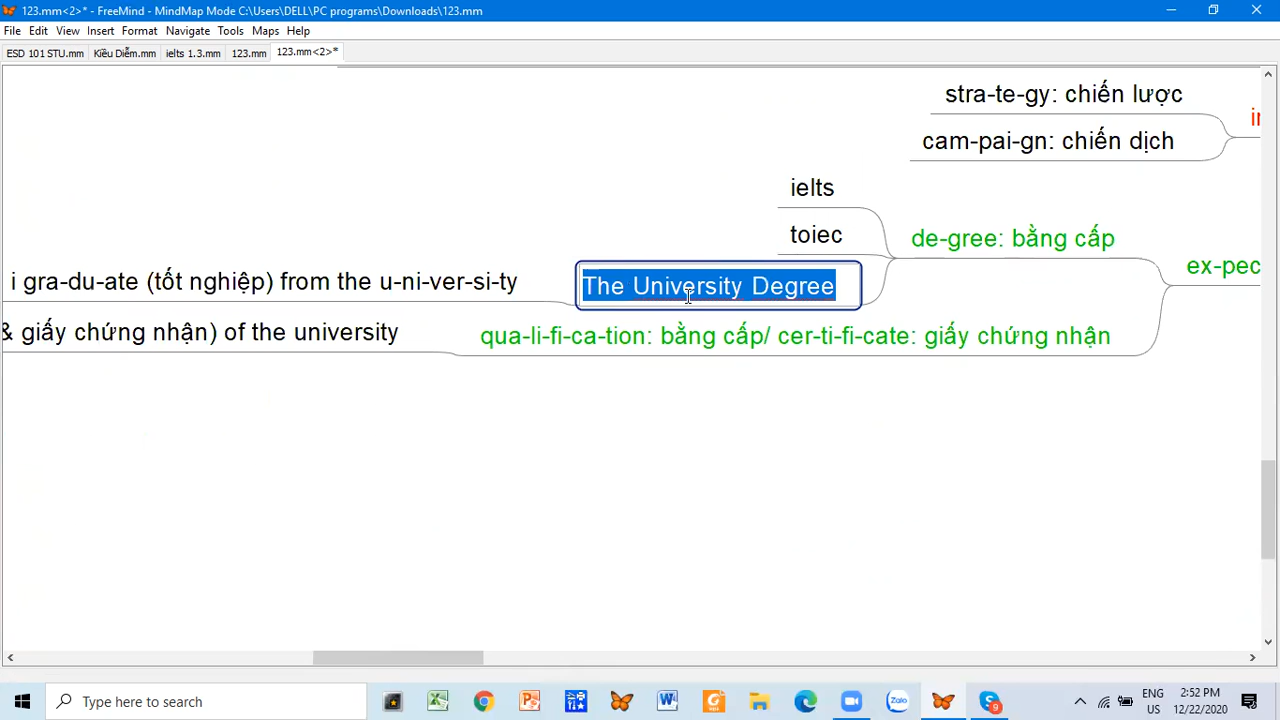 123.mm<2>* - FreeMind - MindMap Mode C:\Users\DELL\PC programs\Downloads\123.mm
File Edit View Insert Format Navigate Tools Maps Help
ESD 101 STU.mm Kiều Diễm.mm ielts 1.3.mm 123.mm 123.mm<2>*
stra-te-gy: chiến lược
cam-pai-gn: chiến dịch
ielts
toiec
de-gree: bằng cấp
ex-pec
i gra-du-ate (tốt nghiệp) from the u-ni-ver-si-ty
The University Degree
& giấy chứng nhận) of the university
qua-li-fi-ca-tion: bằng cấp/ cer-ti-fi-cate: giấy chứng nhận
Type here to search
Zalo
9
ENG
US
2:52 PM
12/22/2020